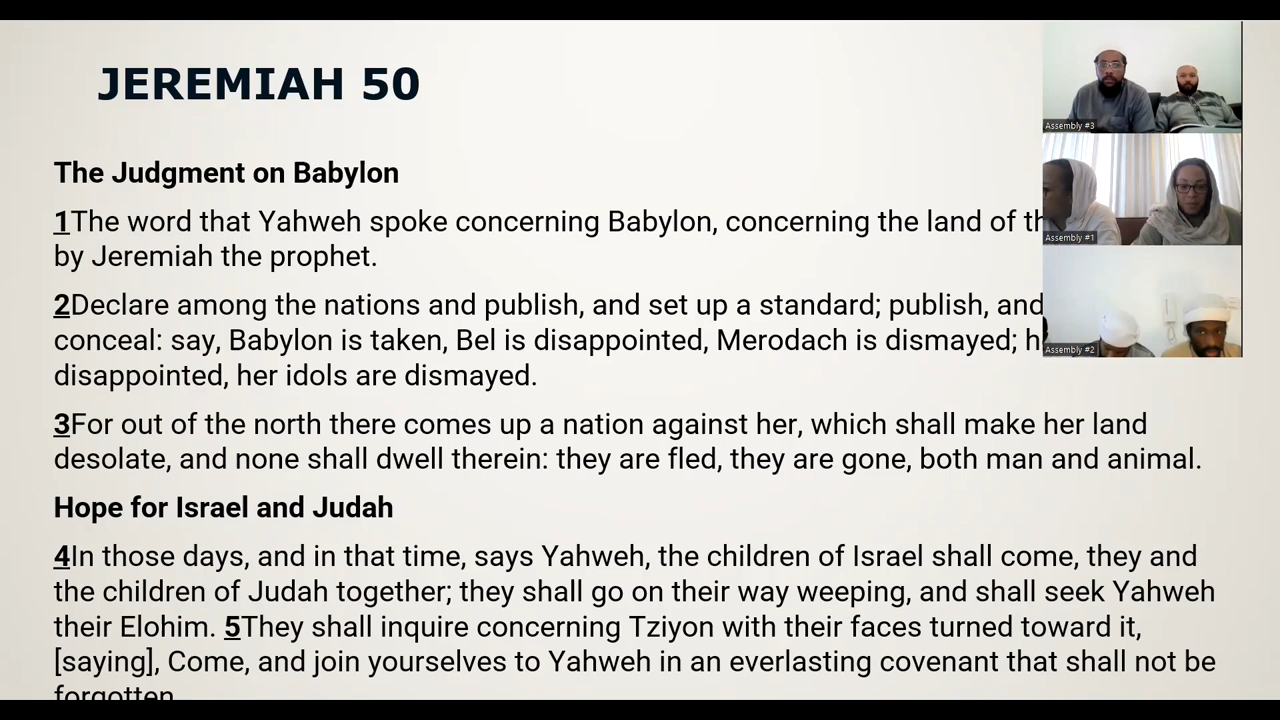 JEREMIAH 50
The Judgment on Babylon
1The word that Yahweh spoke concerning Babylon, concerning the land of
by Jeremiah the prophet.
2Declare among the nations and publish, and set up a standard; publish, and
conceal: say, Babylon is taken, Bel is disappointed, Merodach is dismayed;
disappointed, her idols are dismayed.
3For out of the north there comes up a nation against her, which shall make her land
desolate, and none shall dwell therein: they are fled, they are gone, both man and animal.
Hope for Israel and Judah
4In those days, and in that time, says Yahweh, the children of Israel shall come, they and
the children of Judah together; they shall go on their way weeping, and shall seek Yahweh
their Elohim. 5They shall inquire concerning Tziyon with their faces turned toward it,
[saying], Come, and join yourselves to Yahweh in an everlasting covenant that shall not be
forgotten
Assembly #3
Assembly #1
Assembly #2